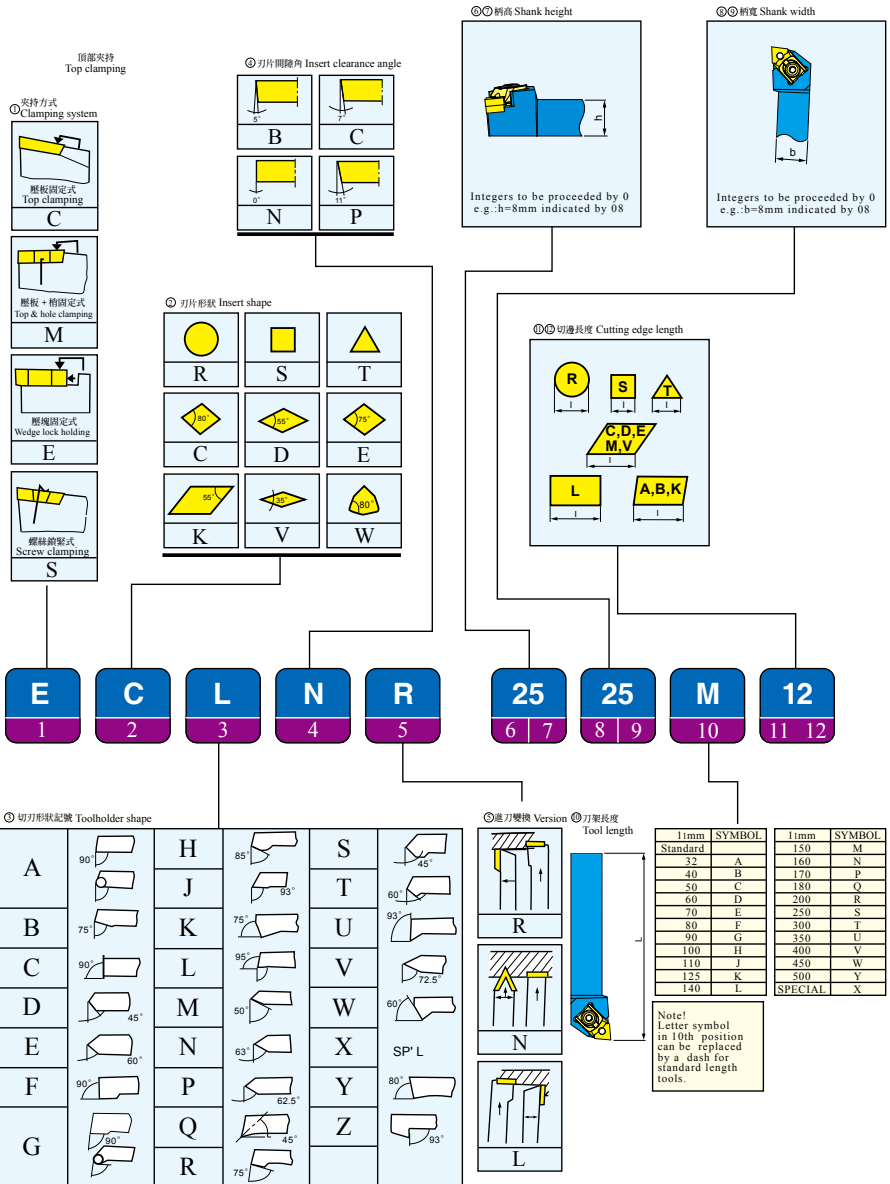 頂部夾持
Top clamping
①夾持方式
Clamping system
壓板固定式
Top clamping
C
壓板 + 梢固定式
Top & hole clamping
M
壓塊固定式
Wedge lock holding
E
螺絲鎖緊式
Screw clamping
S
④刃片間隙角 Insert clearance angle
5°
7°
B
C
0°
11°
N
P
② 刃片形狀 Insert shape
R
S
T
80°
55°
75°
C
D
E
55°
35°
80°
K
V
W
⑥⑦柄高 Shank height
h
Integers to be proceeded by 0
e.g.:h=8mm indicated by 08
⑧⑨柄寬 Shank width
b
Integers to be proceeded by 0
e.g.:b=8mm indicated by 08
⑪⑫切邊長度 Cutting edge length
R
S
T
l
l
l
C,D,E
M,V
l
L
A,B,K
l
l
E
C
L
N
R
25
25
M
12
1
2
3
4
5
6 7
8 9
10
11 12
③ 切刃形狀記號 Toolholder shape
A
90°
B
75°
C
90°
D
45°
E
60°
F
90°
G
90°
H
85°
J
93°
K
75°
L
95°
M
50°
N
63°
P
62.5°
Q
45°
R
75°
S
45°
T
60°
U
93°
V
72.5°
W
60°
X
SP' L
Y
80°
Z
93°
⑤進刀變換 Version
R
N
L
⑩刀架長度
Tool length
L
11mm SYMBOL
Standard
32 A
40 B
50 C
60 D
70 E
80 F
90 G
100 H
110 J
125 K
140 L
11mm SYMBOL
150 M
160 N
170 P
180 Q
200 R
250 S
300 T
350 U
400 V
450 W
500 Y
SPECIAL X
Note!
Letter symbol
in 10th position
can be replaced
by a dash for
standard length
tools.